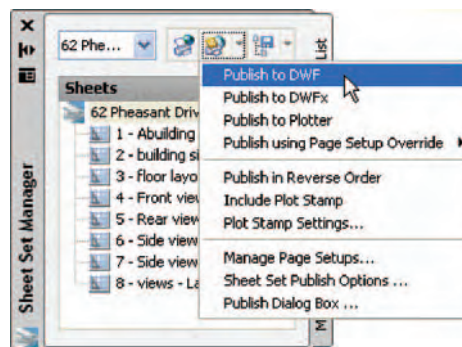 62 Phe...
List
Sheets
62 Pheasant Driv
1 - Abuilding
2 - building si
3 - floor layo
4 - Front view
5 - Rear view
6 - Side view
7 - Side view
8 - views - La
Sheet Set Manager
Publish to DWF
Publish to DWFx
Publish to Plotter
Publish using Page Setup Override
Publish in Reverse Order
Include Plot Stamp
Plot Stamp Settings...
Manage Page Setups...
Sheet Set Publish Options ...
Publish Dialog Box ...
M